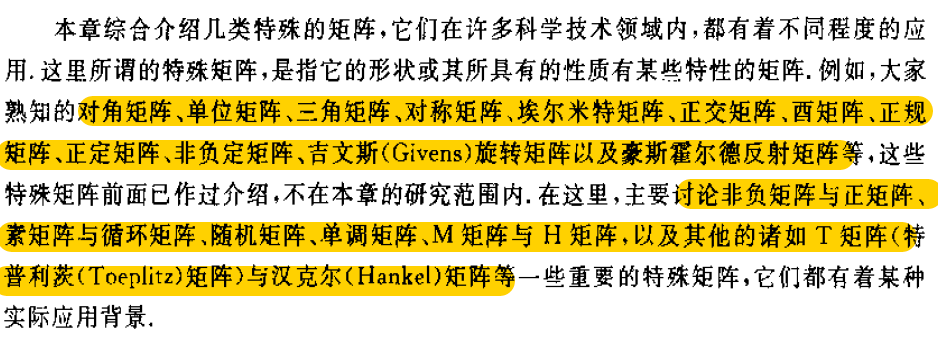 本章综合介绍几类特殊的矩阵,它们在许多科学技术领域内,都有着不同程度的应
用.这里所谓的特殊矩阵,是指它的形状或其所具有的性质有某些特性的矩阵.例如,大家
熟知的对角矩阵、单位矩阵、三角矩阵、对称矩阵、埃尔米特矩阵、正交矩阵、酉矩阵、正规
矩阵、正定矩阵、非负定矩阵、吉文斯(Givens)旋转矩阵以及豪斯霍尔德反射矩阵等,这些
特殊矩阵前面已作过介绍,不在本章的研究范围内.在这里,主要讨论非负矩阵与正矩阵、
素矩阵与循环矩阵、随机矩阵、单调矩阵、M 矩阵与 H 矩阵,以及其他的诸如 T 矩阵(特
普利茨(Toeplitz)矩阵)与汉克尔(Hankel)矩阵等一些重要的特殊矩阵,它们都有着某种
实际应用背景.